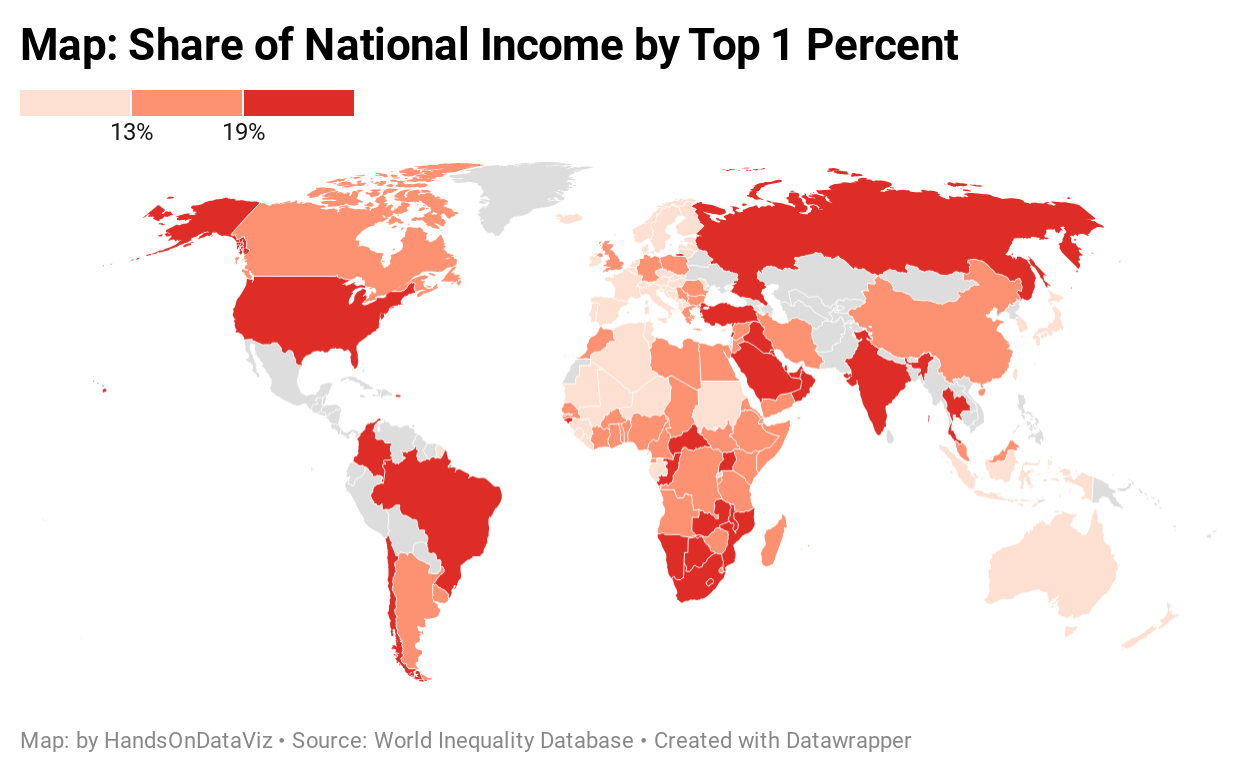 Map: Share of National Income by Top 1 Percent
13% 19%
Map: by HandsOnDataViz • Source: World Inequality Database • Created with Datawrapper